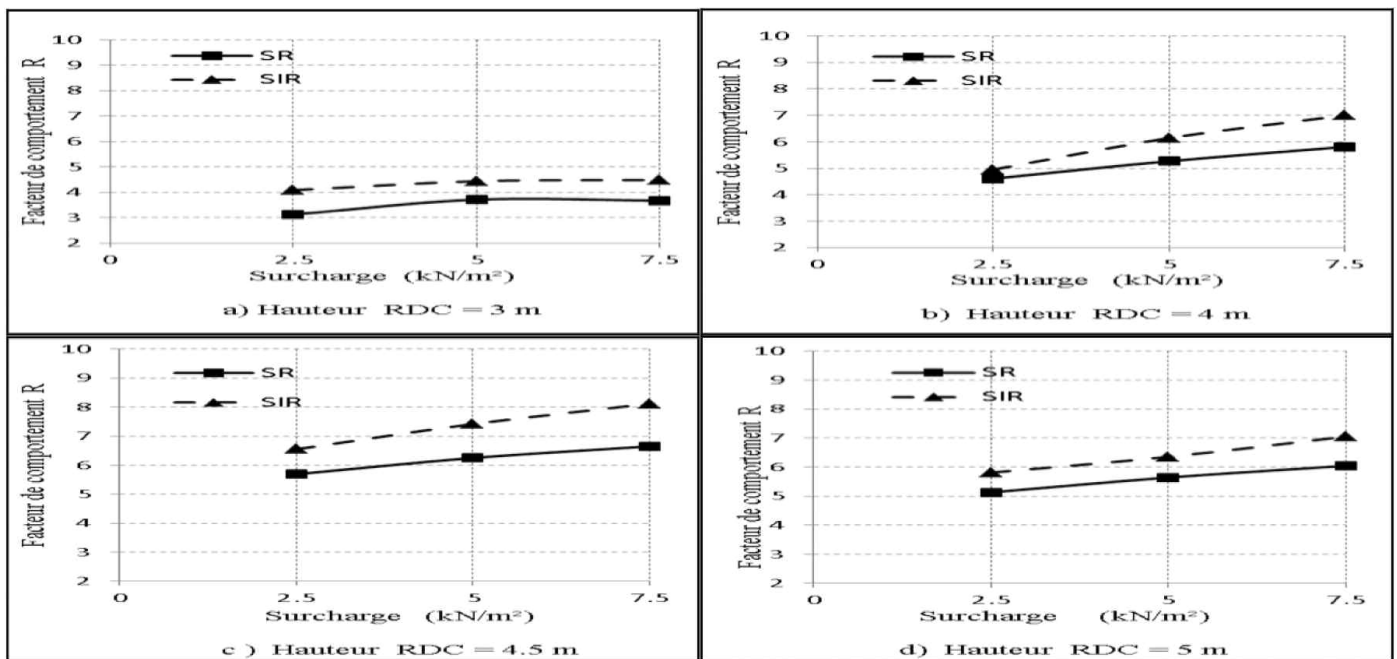 Facteur de comportement R
10
9
8
7
6
5
4
3
2
SR
SIR
0
2.5
5
7.5
Surcharge (kN/m²)
a) Hauteur RDC = 3 m
Facteur de comportement R
10
9
8
7
6
5
4
3
2
SR
SIR
0
2.5
5
7.5
Surcharge (kN/m²)
b) Hauteur RDC = 4 m
Facteur de comportement R
10
9
8
7
6
5
4
3
2
SR
SIR
0
2.5
5
7.5
Surcharge (kN/m²)
c ) Hauteur RDC = 4.5 m
Facteur de comportement R
10
9
8
7
6
5
4
3
2
SR
SIR
0
2.5
5
7.5
Surcharge (kN/m²)
d) Hauteur RDC = 5 m